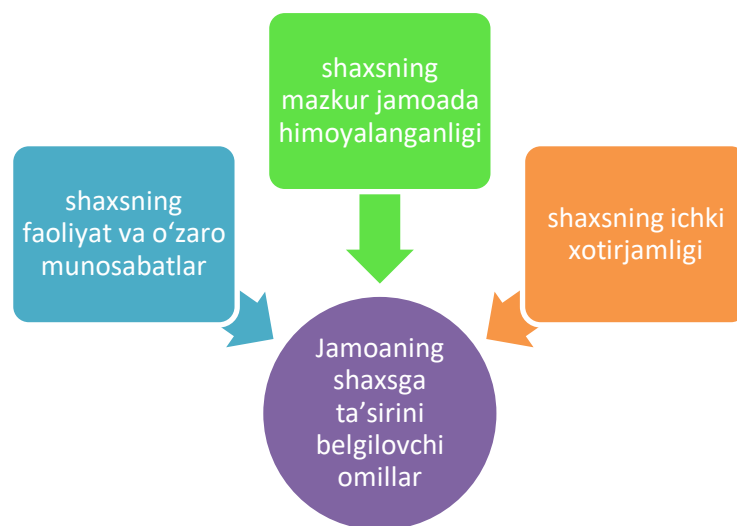 shaxsning
mazkur jamoada
himoyalanganligi
shaxsning
faoliyat va o‘zaro
munosabatlar
shaxsning ichki
xotirjamligi
Jamoaning
shaxsga
ta’sirini
belgilovchi
omillar